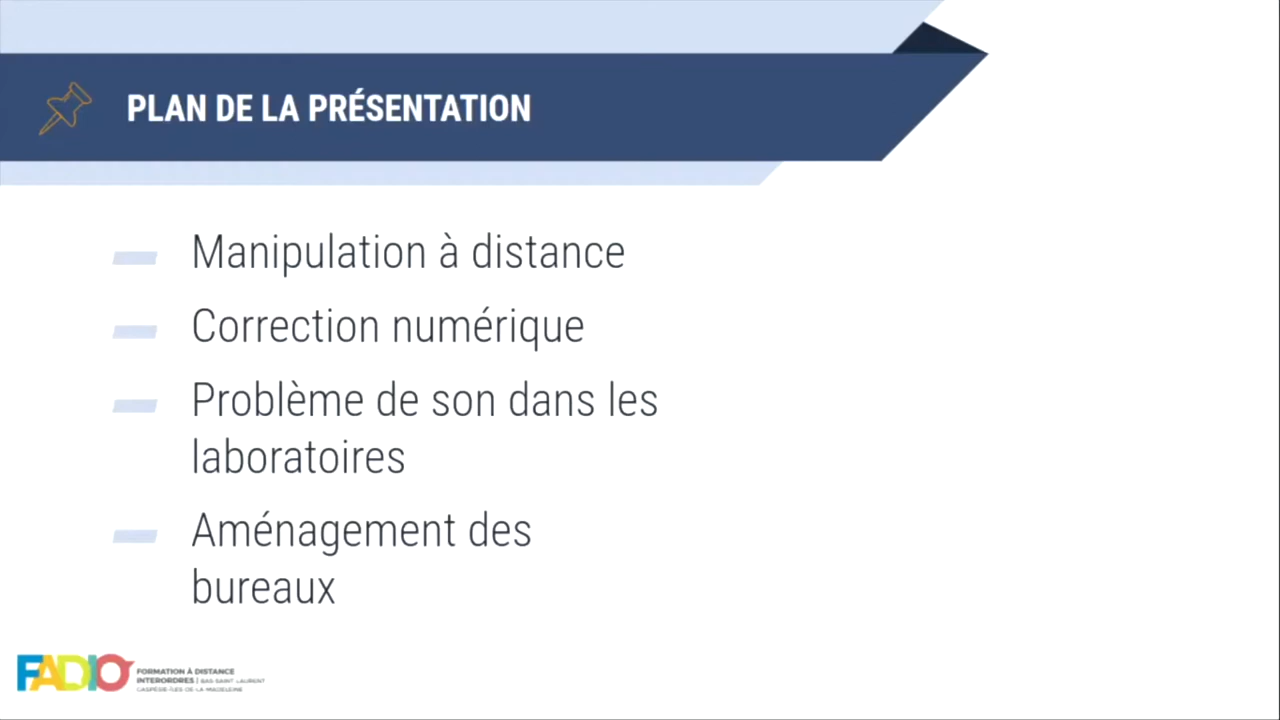 PLAN DE LA PRÉSENTATION
Manipulation à distance
Correction numérique
Problème de son dans les
laboratoires
Aménagement des
bureaux
FADIO
FORMATION À DISTANCE
INTERORDRES | BAS-SAINT-LAURENT
GASPÉSIE-ÎLES-DE-LA-MADELEINE